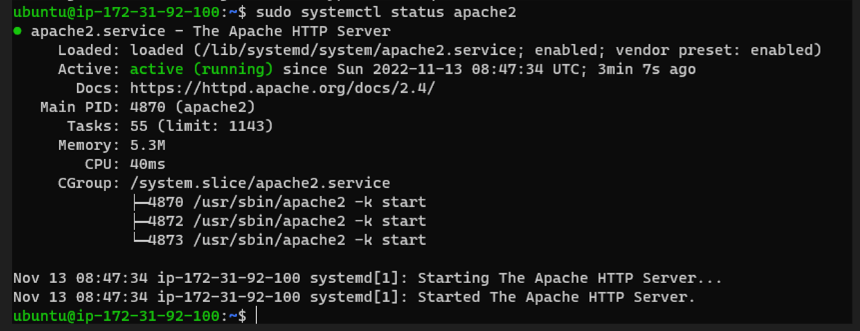 ubuntu@ip-172-31-92-100:~$ sudo systemctl status apache2
● apache2.service - The Apache HTTP Server
     Loaded: loaded (/lib/systemd/system/apache2.service; enabled; vendor preset: enabled)
     Active: active (running) since Sun 2022-11-13 08:47:34 UTC; 3min 7s ago
       Docs: https://httpd.apache.org/docs/2.4/
   Main PID: 4870 (apache2)
      Tasks: 55 (limit: 1143)
     Memory: 5.3M
        CPU: 40ms
     CGroup: /system.slice/apache2.service
             ├─4870 /usr/sbin/apache2 -k start
             ├─4872 /usr/sbin/apache2 -k start
             └─4873 /usr/sbin/apache2 -k start

Nov 13 08:47:34 ip-172-31-92-100 systemd[1]: Starting The Apache HTTP Server...
Nov 13 08:47:34 ip-172-31-92-100 systemd[1]: Started The Apache HTTP Server.
ubuntu@ip-172-31-92-100:~$